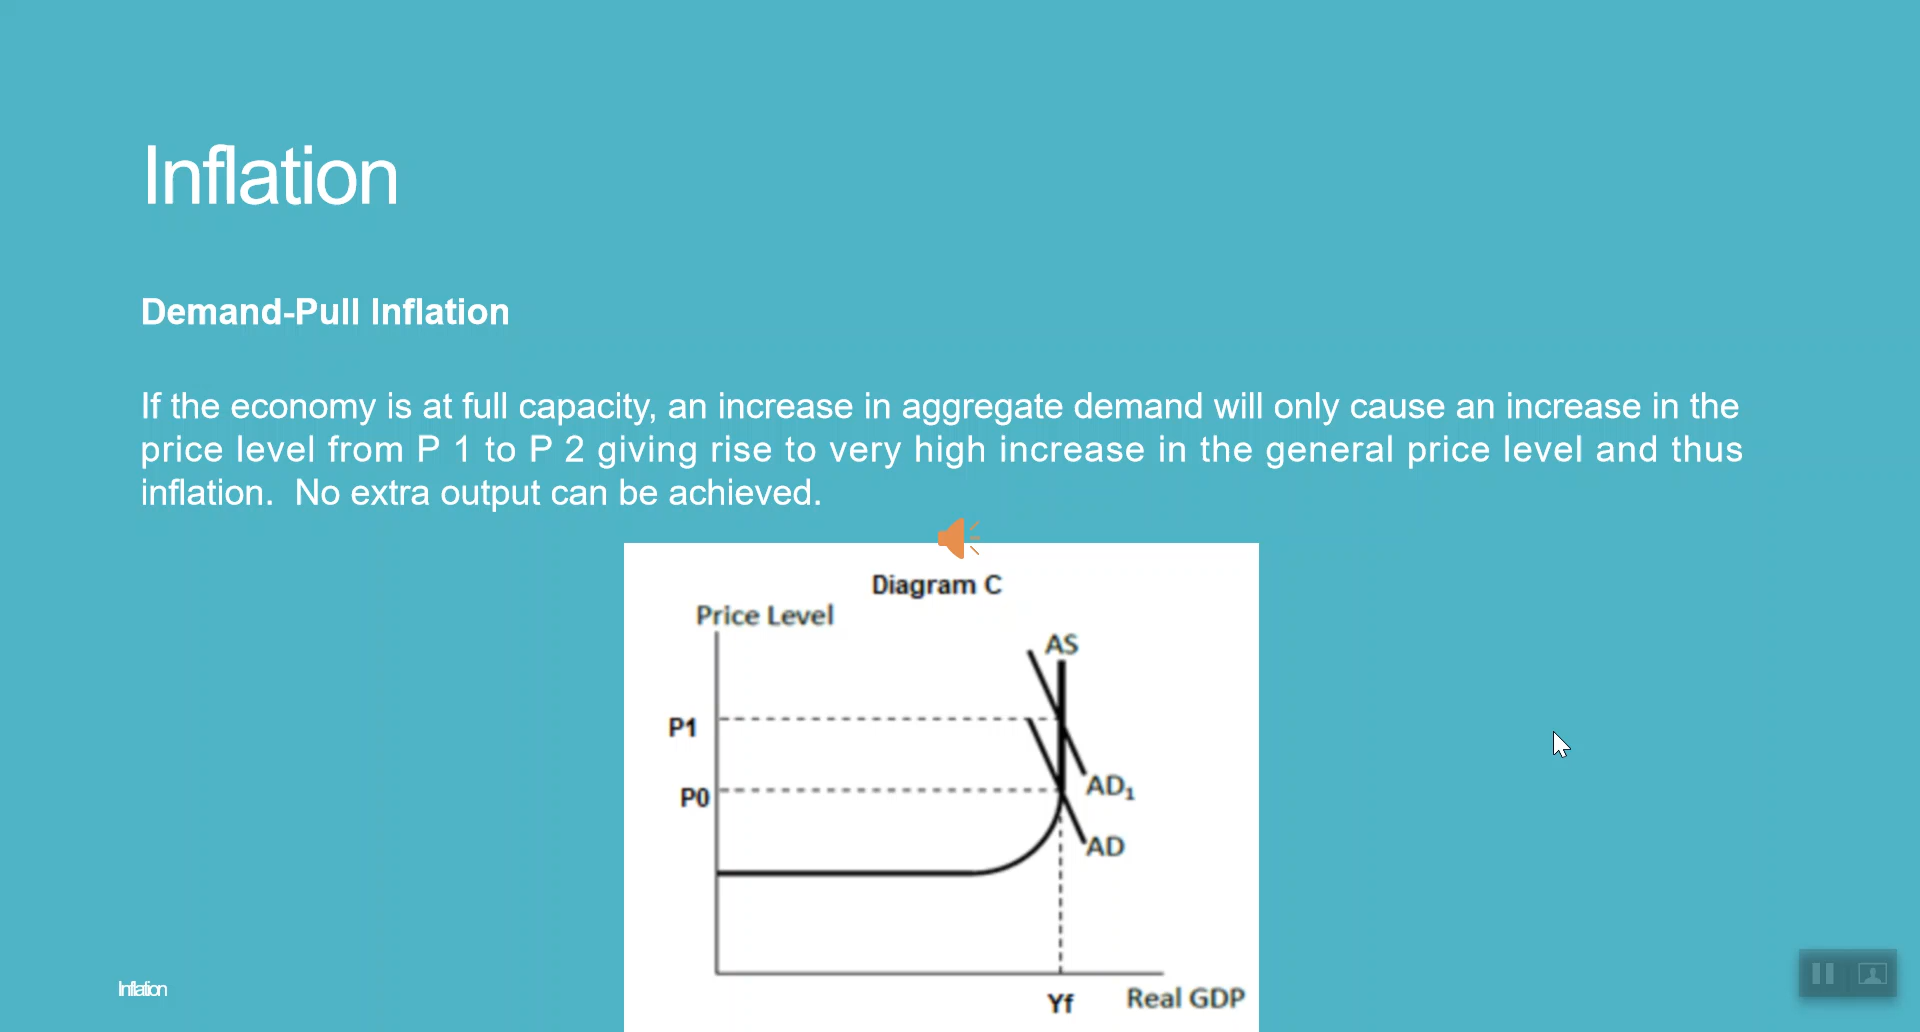 Inflation
Demand-Pull Inflation
If the economy is at full capacity, an increase in aggregate demand will only cause an increase in the
price level from P 1 to P 2 giving rise to very high increase in the general price level and thus
inflation.  No extra output can be achieved.
Diagram C
Price Level
AS
P1
P0
AD₁
AD
Yf
Real GDP
Inflation